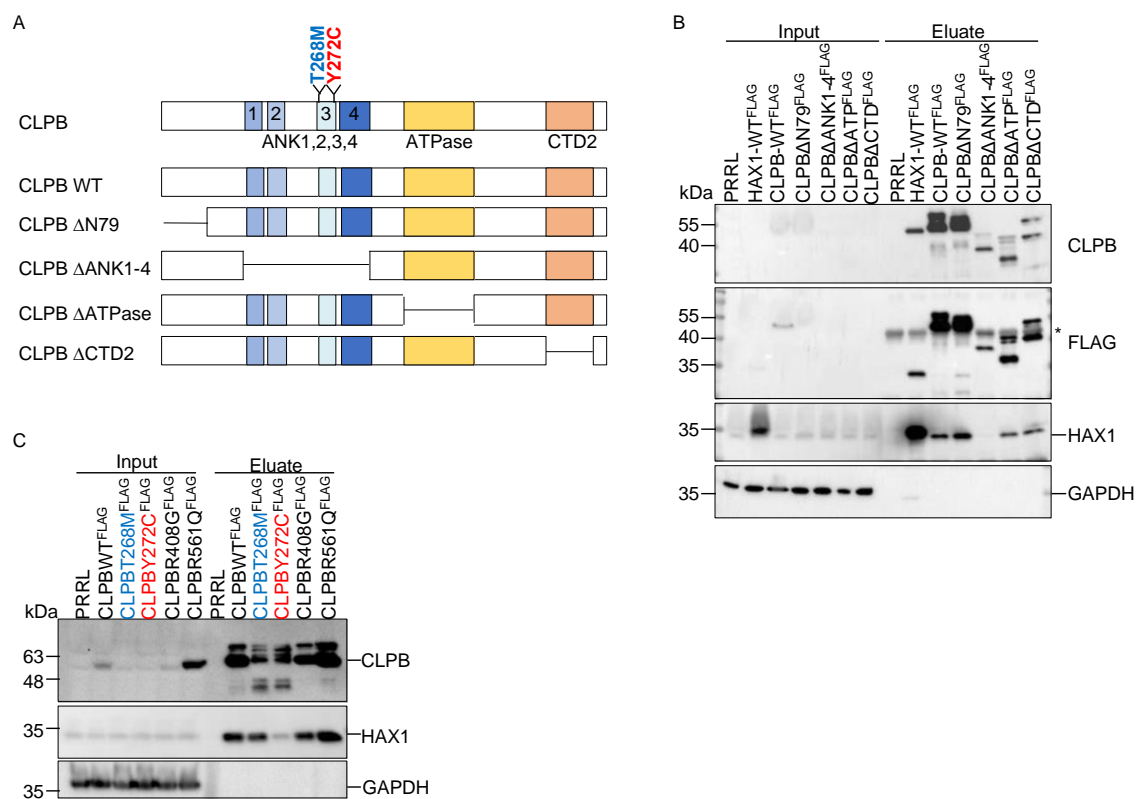 A
T268M
Y272C
CLPB
1 2 3 4
ANK1,2,3,4 ATPase CTD2
CLPB WT
CLPB ΔN79
CLPB ΔANK1-4
CLPB ΔATPase
CLPB ΔCTD2
B
Input Eluate
PRRL
HAX1-WTFLAG
CLPB-WTFLAG
CLPBΔN79FLAG
CLPBΔANK1-4FLAG
CLPBΔATPFLAG
CLPBΔCTDFLAG
PRRL
HAX1-WTFLAG
CLPB-WTFLAG
CLPBΔN79FLAG
CLPBΔANK1-4FLAG
CLPBΔATPFLAG
CLPBΔCTDFLAG
kDa
55
40
CLPB
55
40
35
*
FLAG
35
HAX1
35
GAPDH
C
Input Eluate
PRRL
CLPBWTFLAG
CLPBT268MFLAG
CLPBY272CFLAG
CLPBR408GFLAG
CLPBR561QFLAG
PRRL
CLPBWTFLAG
CLPBT268MFLAG
CLPBY272CFLAG
CLPBR408GFLAG
CLPBR561QFLAG
kDa
63
48
CLPB
35
HAX1
35
GAPDH